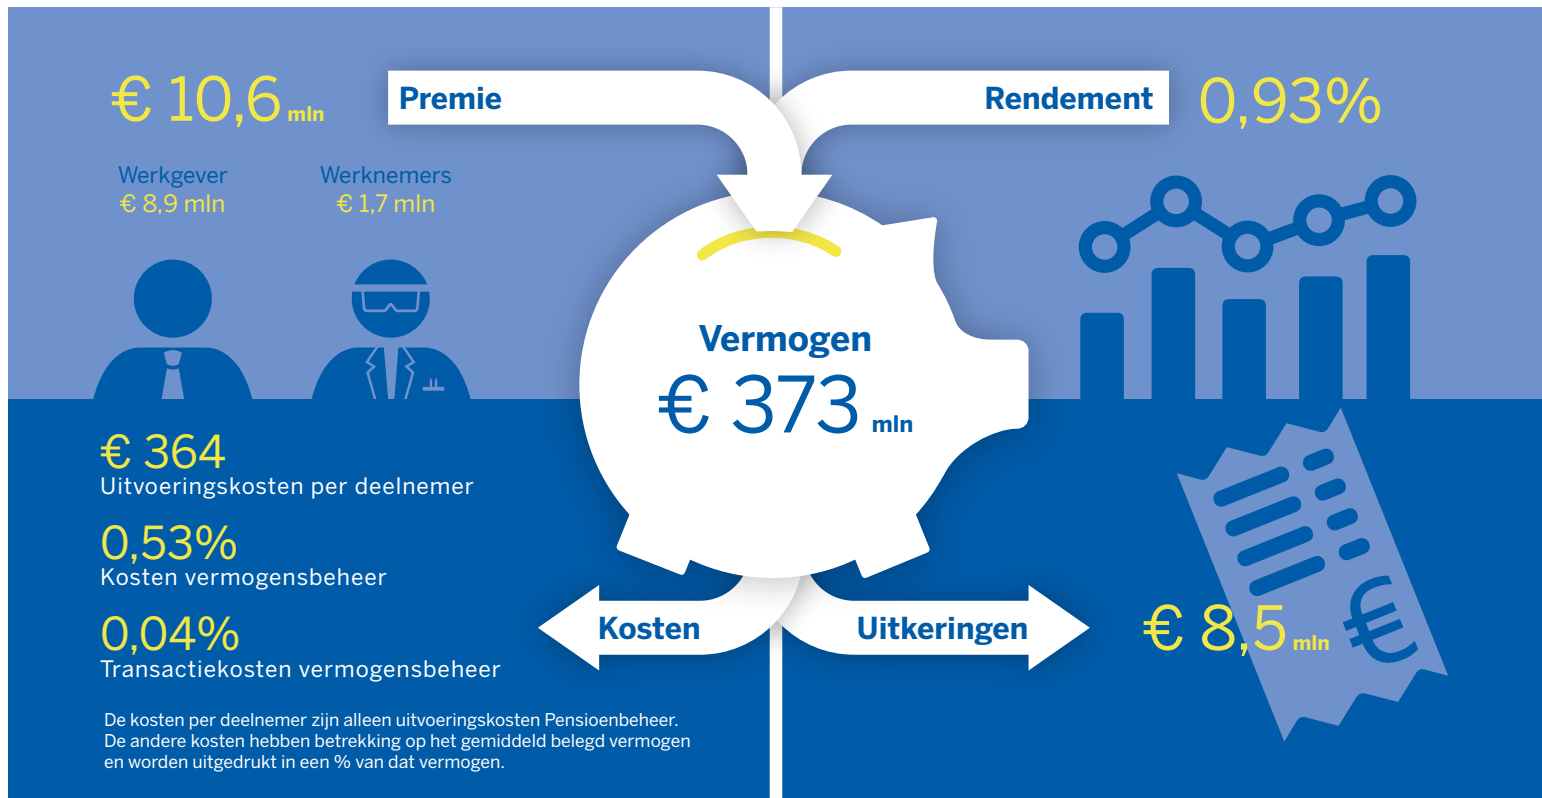 € 10,6 mln
Premie
Rendement
0,93%
Werkgever
€ 8,9 mln
Werknemers
€ 1,7 mln
Vermogen
€ 373 mln
€ 364
Uitvoeringskosten per deelnemer
0,53%
Kosten vermogensbeheer
0,04%
Transactiekosten vermogensbeheer
Kosten
Uitkeringen
€ 8,5 mln
€
De kosten per deelnemer zijn alleen uitvoeringskosten Pensioenbeheer.
De andere kosten hebben betrekking op het gemiddeld belegd vermogen
en worden uitgedrukt in een % van dat vermogen.